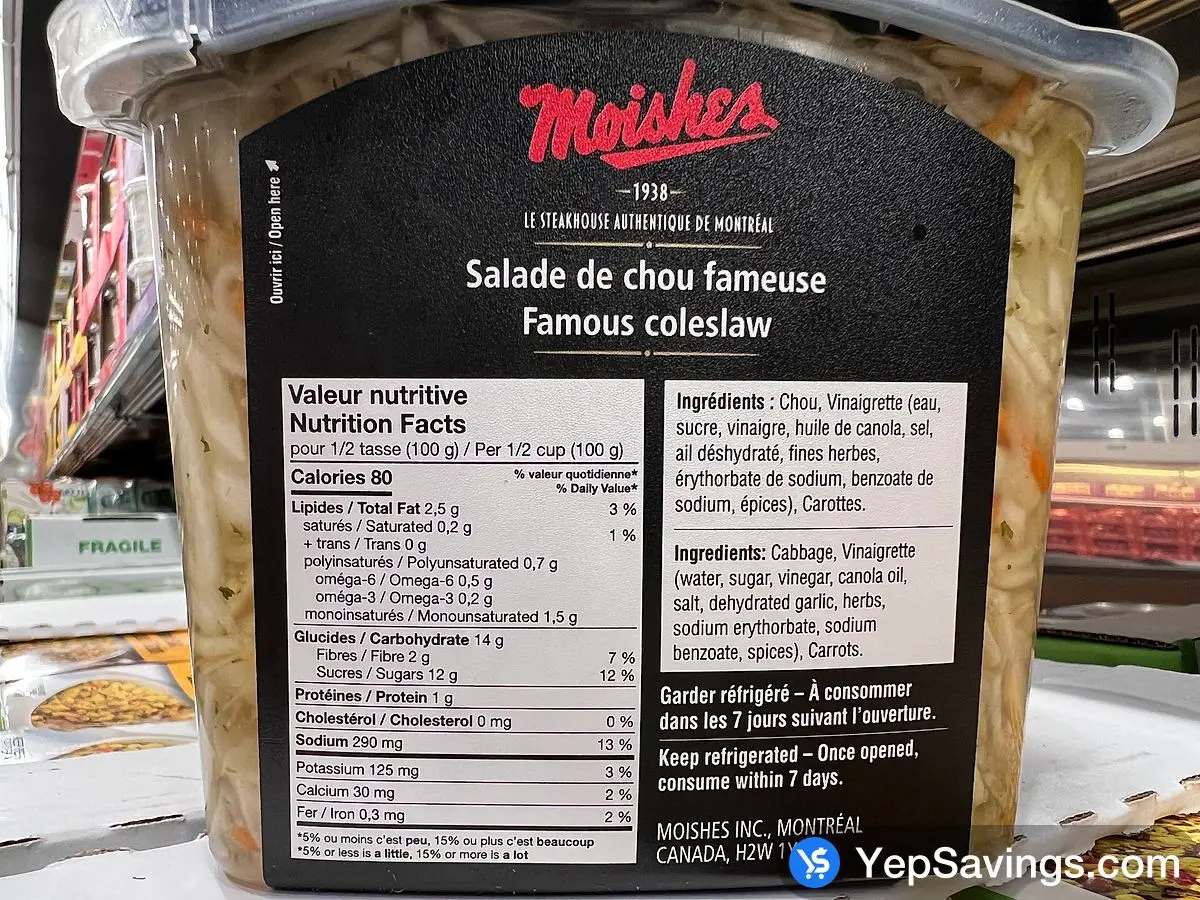 Moishes
1938
LE STEAKHOUSE AUTHENTIQUE DE MONTRÉAL
Ouvrir ici / Open here
Salade de chou fameuse
Famous coleslaw
Valeur nutritive
Nutrition Facts
pour 1/2 tasse (100 g) / Per 1/2 cup (100 g)
Calories 80
% valeur quotidienne*
% Daily Value*
Lipides / Total Fat 2,5 g 3 %
saturés / Saturated 0,2 g
+ trans / Trans 0 g 1 %
polyinsaturés / Polyunsaturated 0,7 g
oméga-6 / Omega-6 0,5 g
oméga-3 / Omega-3 0,2 g
monoinsaturés / Monounsaturated 1,5 g
Glucides / Carbohydrate 14 g
Fibres / Fibre 2 g 7 %
Sucres / Sugars 12 g 12 %
Protéines / Protein 1 g
Cholestérol / Cholesterol 0 mg 0 %
Sodium 290 mg 13 %
Potassium 125 mg 3 %
Calcium 30 mg 2 %
Fer / Iron 0,3 mg 2 %
*5% ou moins c'est peu, 15% ou plus c'est beaucoup
*5% or less is a little, 15% or more is a lot
Ingrédients : Chou, Vinaigrette (eau,
sucre, vinaigre, huile de canola, sel,
ail déshydraté, fines herbes,
érythorbate de sodium, benzoate de
sodium, épices), Carottes.
Ingredients: Cabbage, Vinaigrette
(water, sugar, vinegar, canola oil,
salt, dehydrated garlic, herbs,
sodium erythorbate, sodium
benzoate, spices), Carrots.
Garder réfrigéré – À consommer
dans les 7 jours suivant l'ouverture.
Keep refrigerated – Once opened,
consume within 7 days.
MOISHES INC., MONTRÉAL
CANADA, H2W
FRAGILE
YepSavings.com